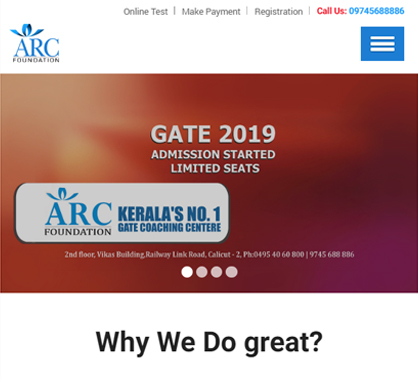 Online Test | Make Payment | Registration | Call Us: 09745688886
ARC
FOUNDATION
GATE 2019
ADMISSION STARTED
LIMITED SEATS
ARC
FOUNDATION
KERALA'S NO. 1
GATE COACHING CENTERE
2nd floor, Vikas Building,Railway Link Road, Calicut - 2, Ph:0495 40 60 800 | 9745 688 886
Why We Do great?